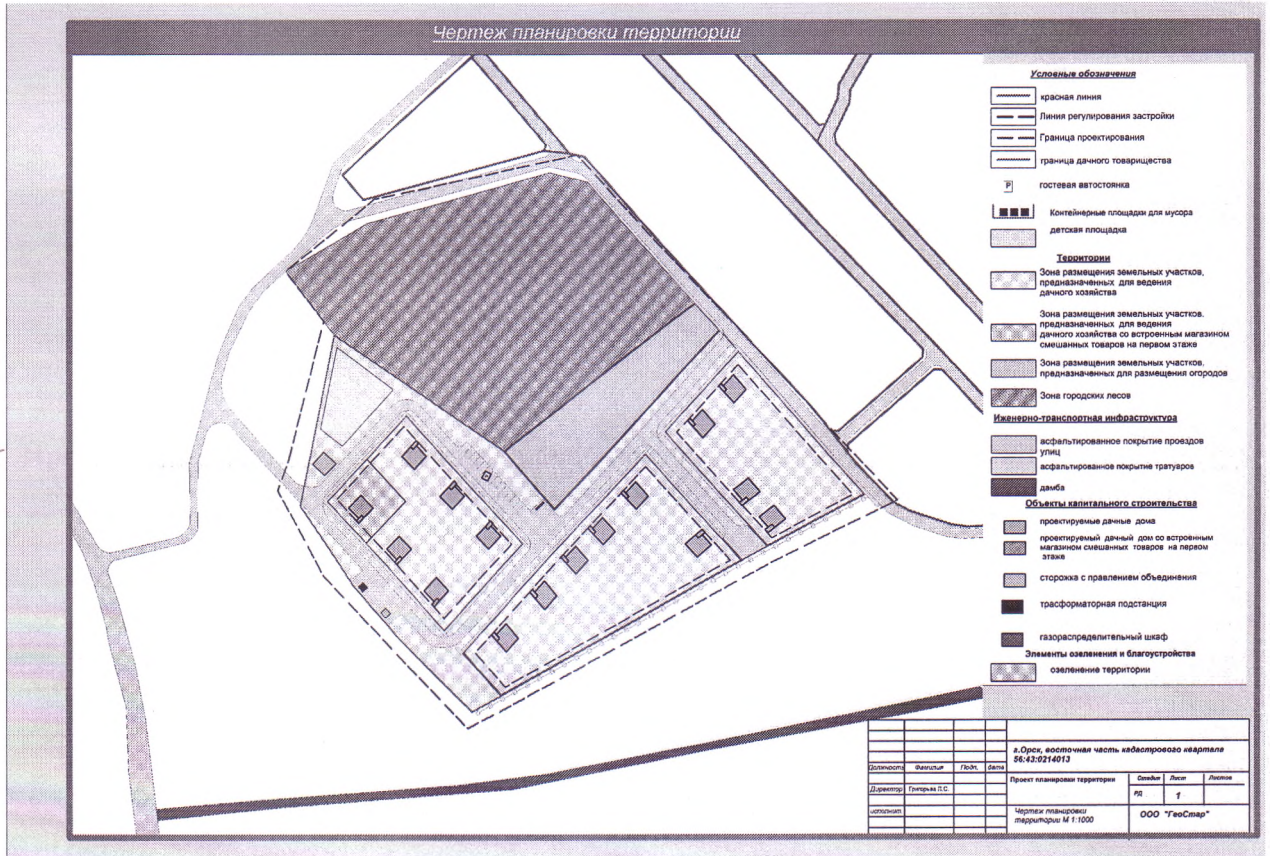 Чертеж планировки территории
Условные обозначения
красная линия
Линия регулирования застройки
Граница проектирования
граница дачного товарищества
P
гостевая автостоянка
Контейнерные площадки для мусора
детская площадка
Территории
Зона размещения земельных участков,
предназначенных для ведения
дачного хозяйства
Зона размещения земельных участков,
предназначенных для ведения
дачного хозяйства со встроенным магазином
смешанных товаров на первом этаже
Зона размещения земельных участков,
предназначенных для размещения огородов
Зона городских лесов
Иженерно-транспортная инфраструктура
асфальтированное покрытие проездов
улиц
асфальтированное покрытие тратуаров
дамба
Объекты капитального строительства
проектируемые дачные дома
проектируемый дачный дом со встроенным
магазином смешанных товаров на первом
этаже
сторожка с правлением объединения
трасформаторная подстанция
газораспределительный шкаф
Элементы озеленения и благоустройства
озеленение территории
г.Орск, восточная часть кадастрового квартала
56:43:0214013
Должность Фамилия Подп. дата
Проект планировки территории
Стадия Лист Листов
Директор Григорьева Л.С.
РД 1
исполнит.
Чертеж планировки
территории М 1:1000
ООО "ГеоСтар"